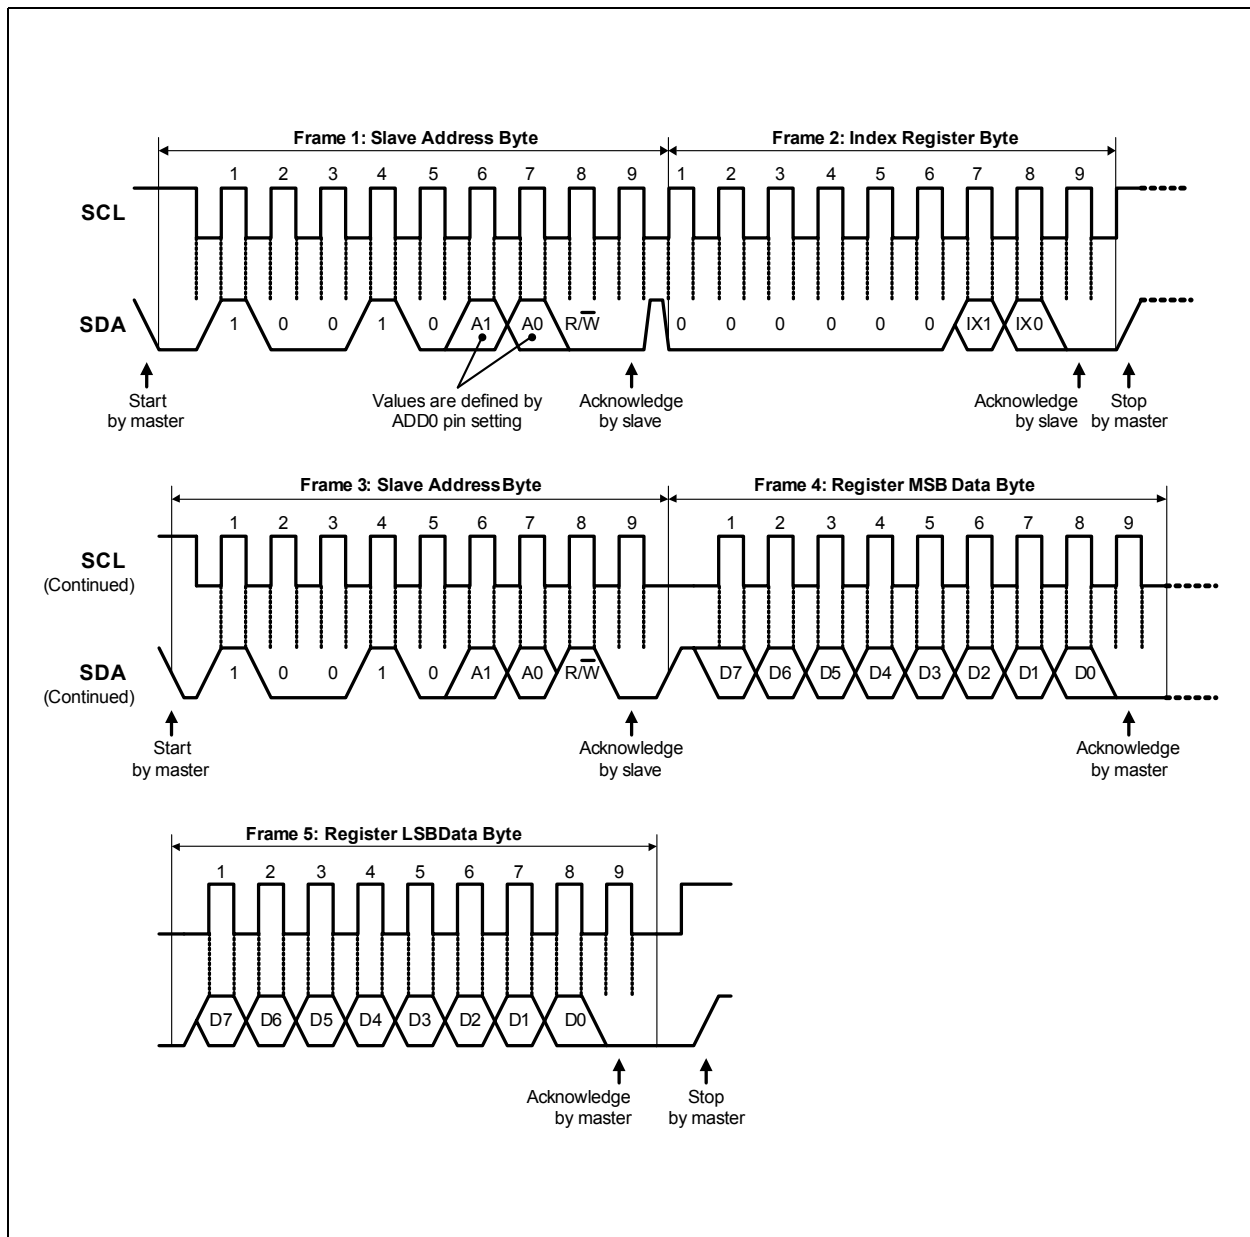 Frame 1: Slave Address Byte Frame 2: Index Register Byte
1 2 3 4 5 6 7 8 9 1 2 3 4 5 6 7 8 9
SCL
SDA 1 0 0 1 0 A1 A0 R/W̅ 0 0 0 0 0 0 IX1 IX0
Start
by master
Values are defined by
ADD0 pin setting
Acknowledge
by slave
Acknowledge
by slave
Stop
by master
Frame 3: Slave Address Byte Frame 4: Register MSB Data Byte
1 2 3 4 5 6 7 8 9 1 2 3 4 5 6 7 8 9
SCL
(Continued)
SDA 1 0 0 1 0 A1 A0 R/W̅ D7 D6 D5 D4 D3 D2 D1 D0
(Continued)
Start
by master
Acknowledge
by slave
Acknowledge
by master
Frame 5: Register LSBData Byte
1 2 3 4 5 6 7 8 9
D7 D6 D5 D4 D3 D2 D1 D0
Acknowledge
by master
Stop
by master